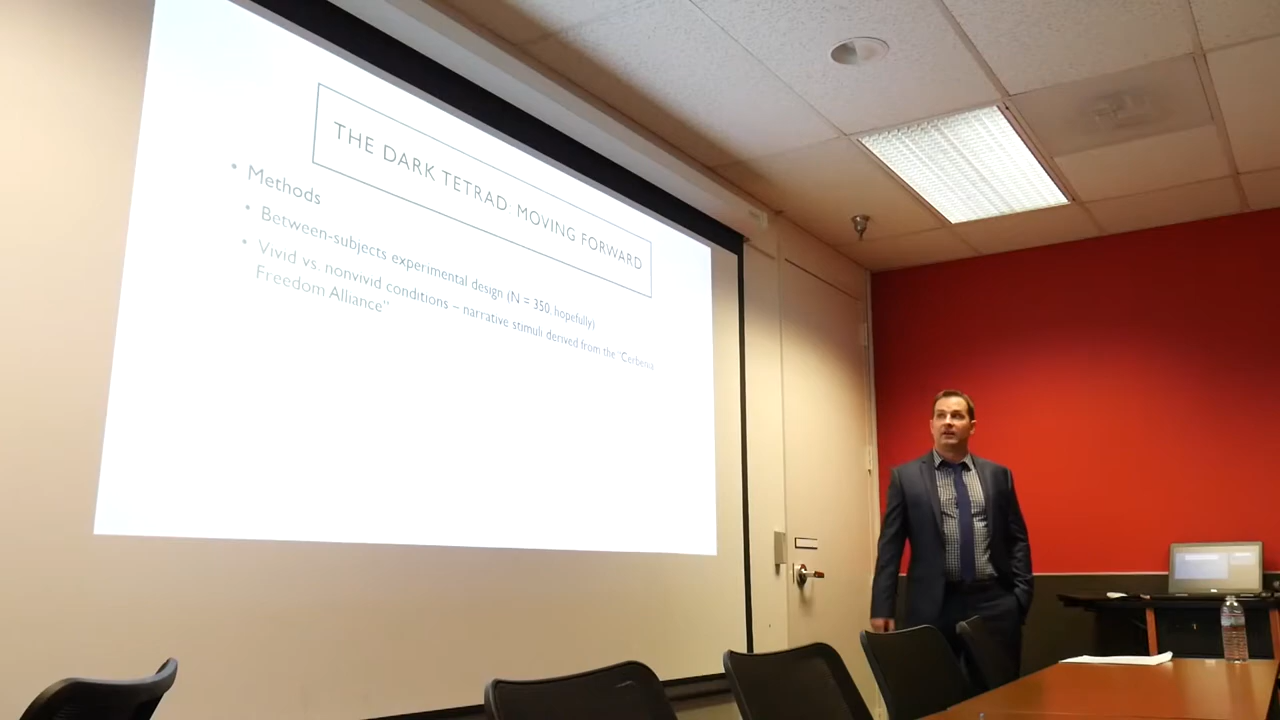 THE DARK TETRAD: MOVING FORWARD
• Methods
• Between-subjects experimental design (N = 350, hopefully)
• Vivid vs. nonvivid conditions – narrative stimuli derived from the "Cerbenia
Freedom Alliance"